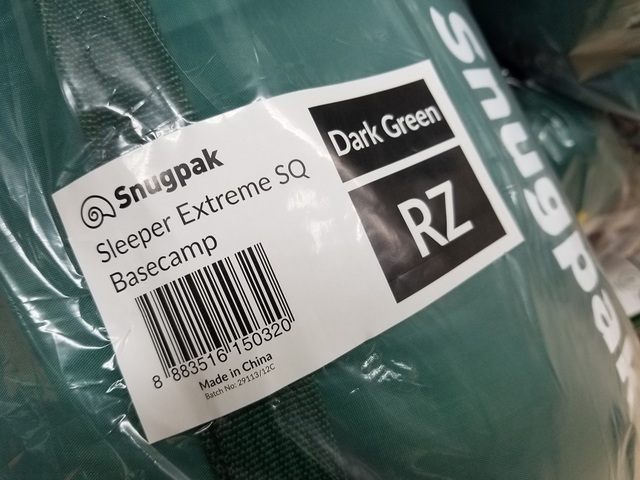 Snugpak
Sleeper Extreme SQ
Basecamp
8 883516 150320
Made in China
Batch No: 29113/12C
Dark Green
RZ
Snugpak